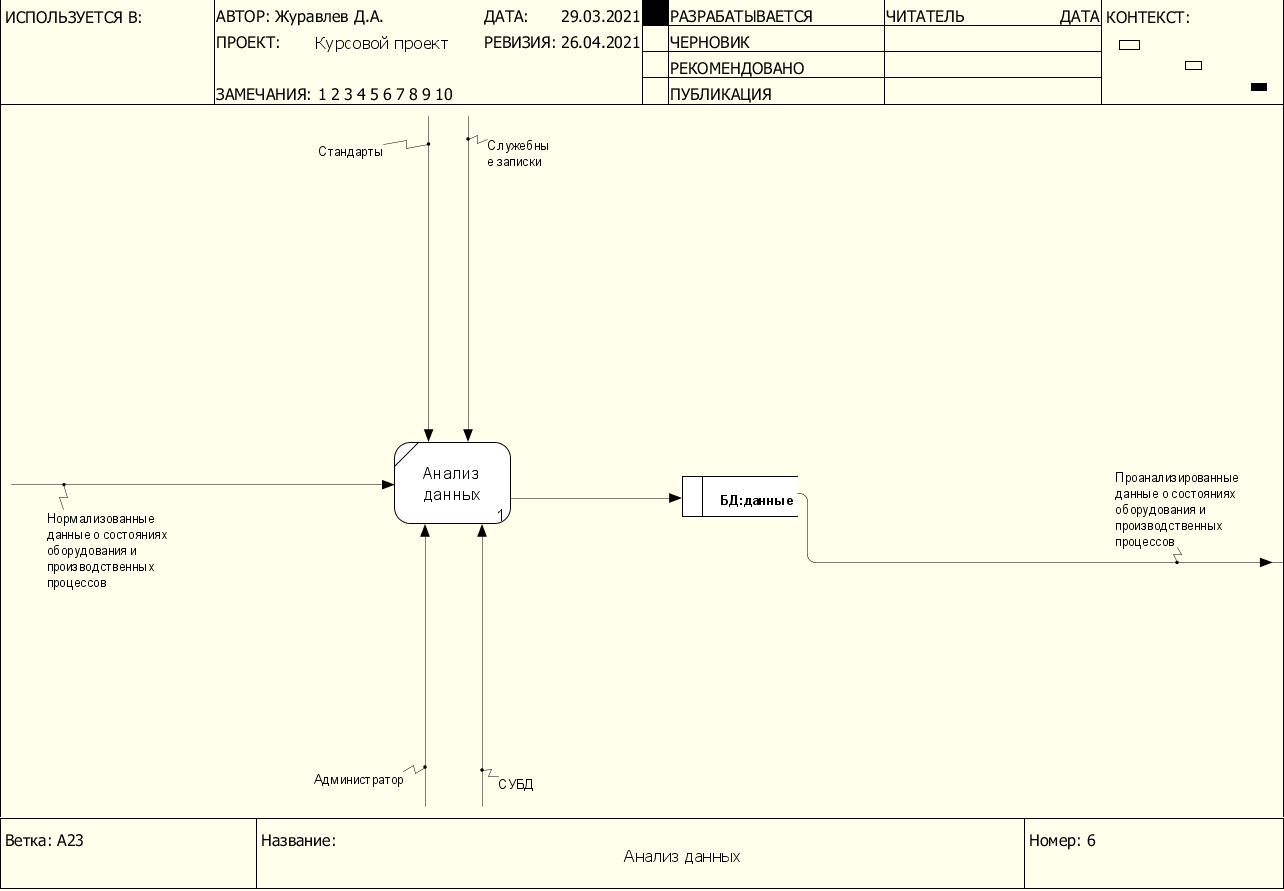 ИСПОЛЬЗУЕТСЯ В:
АВТОР: Журавлев Д.А.
ДАТА: 29.03.2021
ПРОЕКТ: Курсовой проект
РЕВИЗИЯ: 26.04.2021
ЗАМЕЧАНИЯ: 1 2 3 4 5 6 7 8 9 10
РАЗРАБАТЫВАЕТСЯ
ЧЕРНОВИК
РЕКОМЕНДОВАНО
ПУБЛИКАЦИЯ
ЧИТАТЕЛЬ ДАТА
КОНТЕКСТ:
Стандарты
Служебны
е записки
Анализ
данных
1
БД:данные
Нормализованные
данные о состояниях
оборудования и
производственных
процессов
Проанализированные
данные о состояниях
оборудования и
производственных
процессов
Администратор
СУБД
Ветка: A23
Название:
Анализ данных
Номер: 6